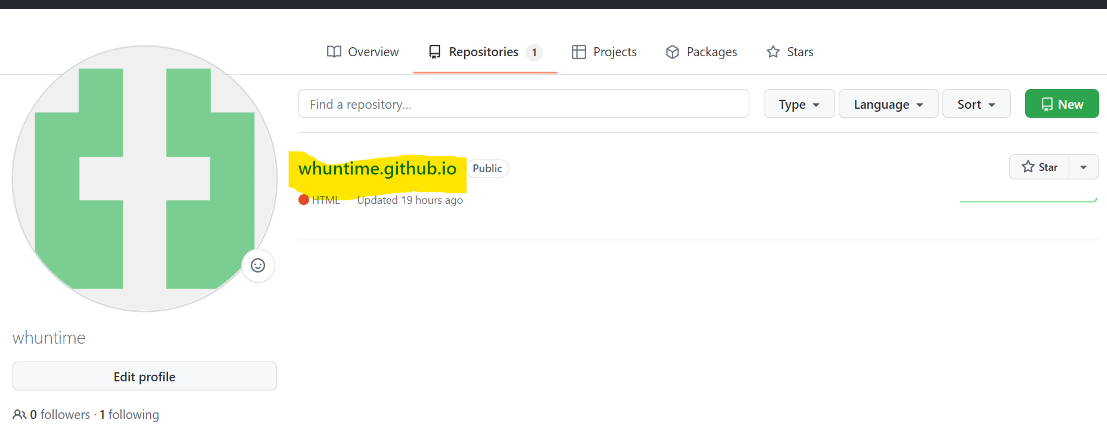 Overview Repositories 1 Projects Packages Stars
Find a repository... Type Language Sort New
whuntime.github.io Public Star
HTML Updated 19 hours ago
whuntime
Edit profile
0 followers · 1 following